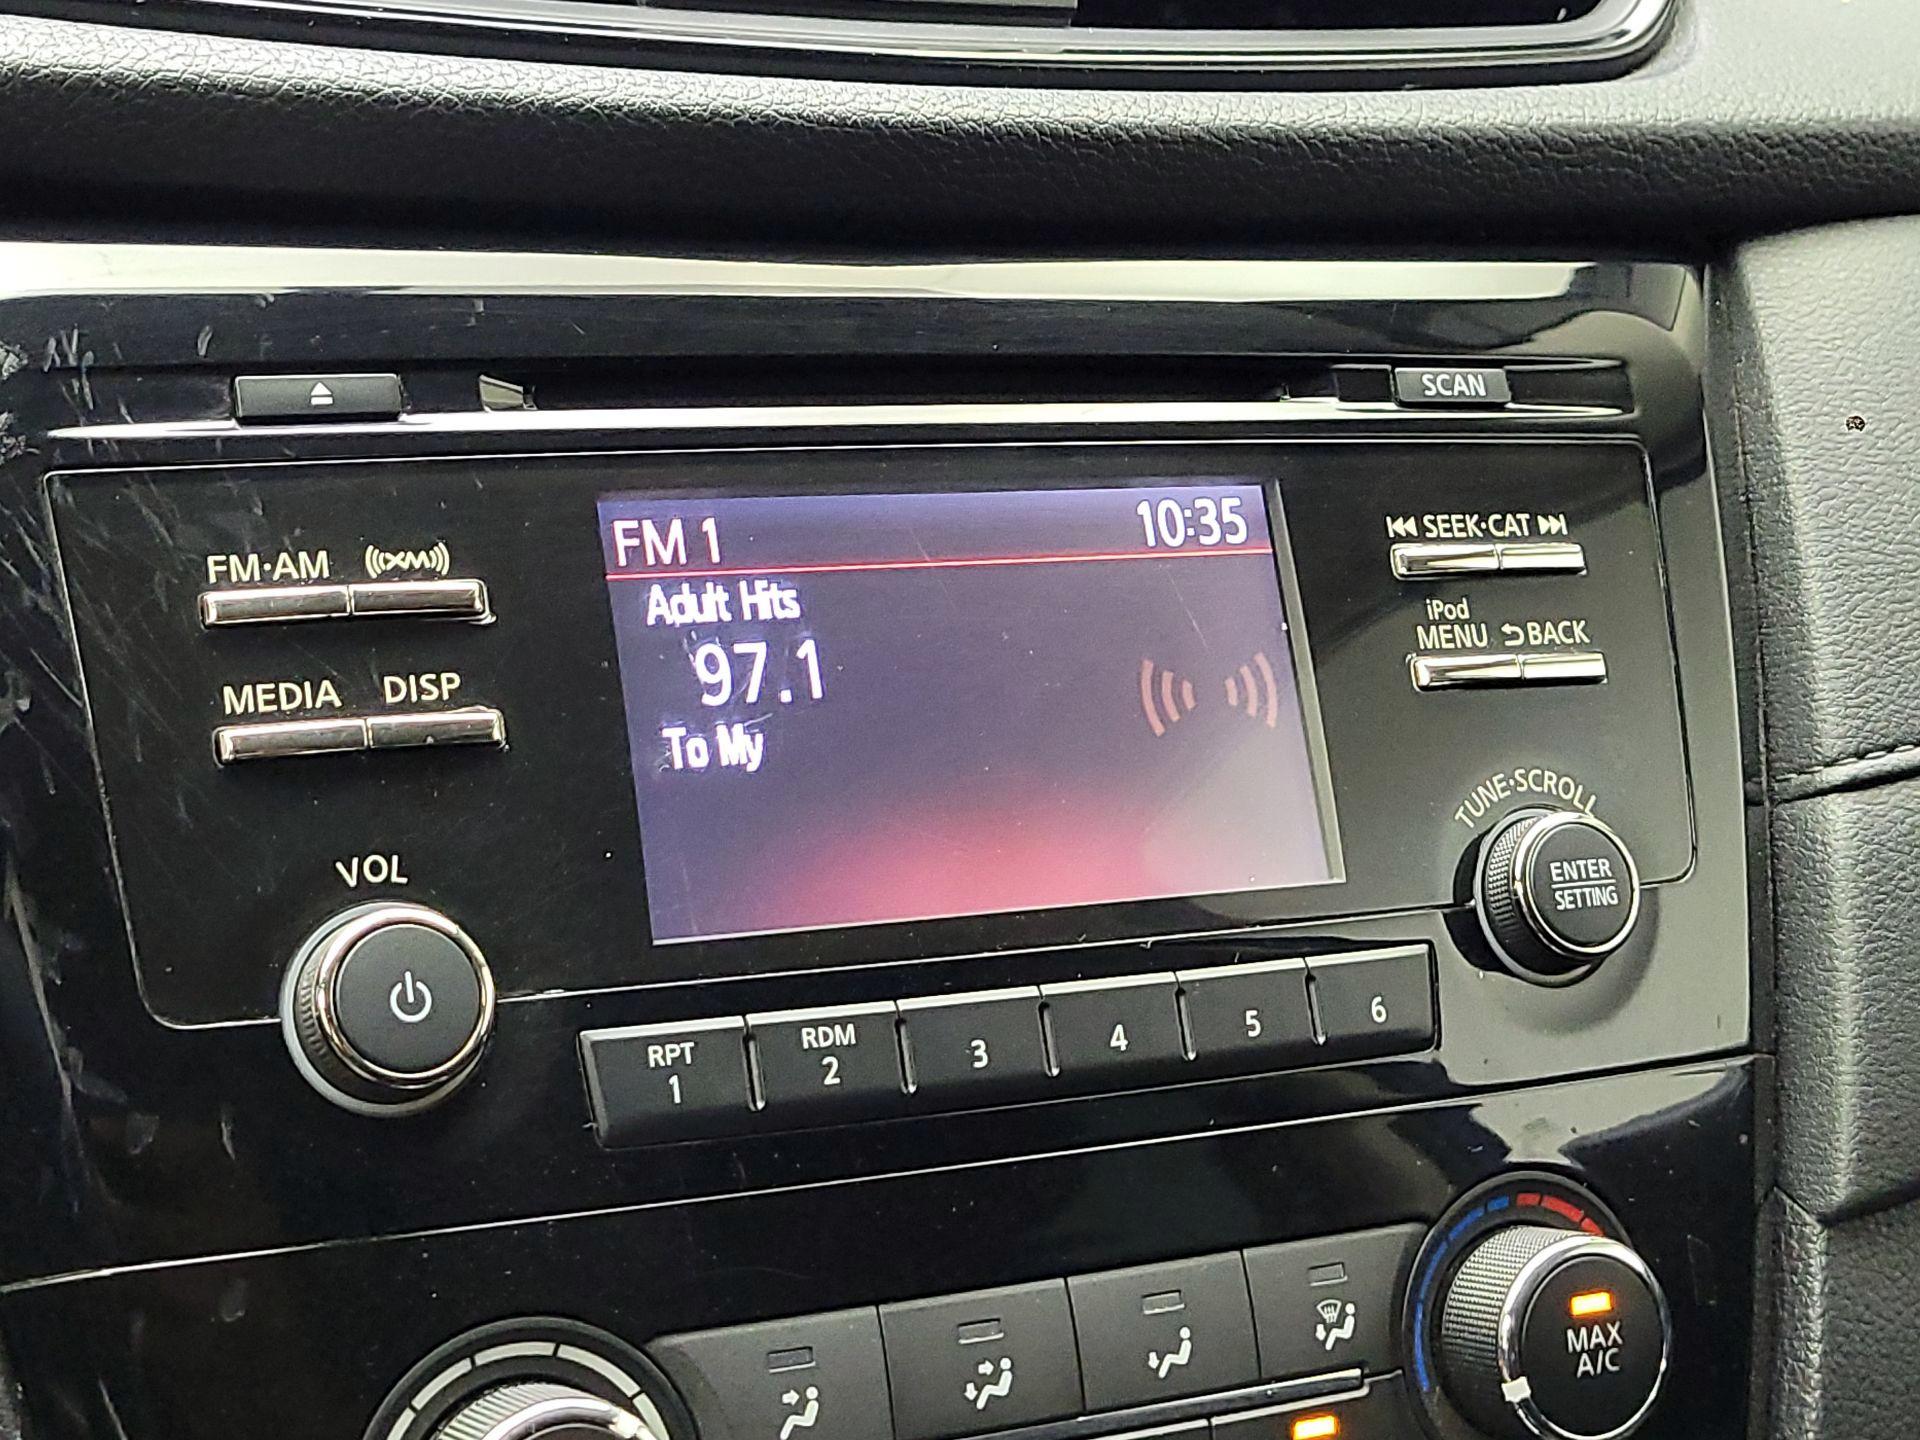 SCAN
FM 1 10:35
Adult Hits
97.1
To My
FM·AM ((XM))
MEDIA DISP
VOL
SEEK·CAT
iPod
MENU BACK
TUNE·SCROLL
ENTER
SETTING
RPT
1
RDM
2
3
4
5
6
MAX
A/C